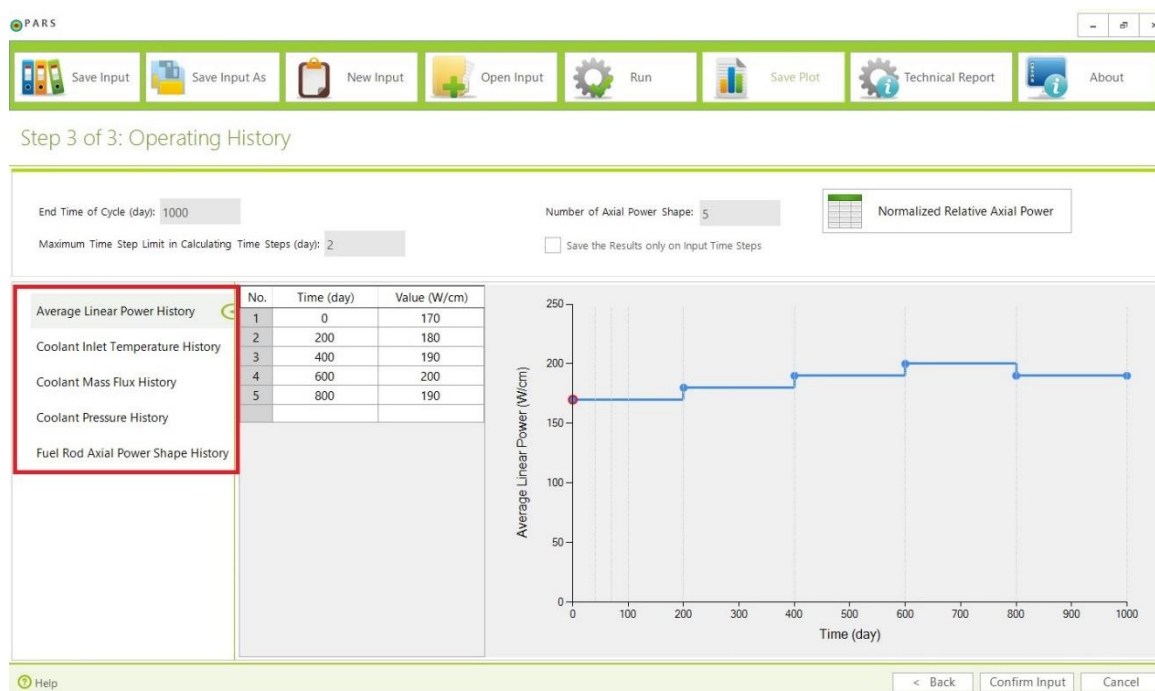 PARS
Save Input
Save Input As
New Input
Open Input
Run
Save Plot
Technical Report
About
Step 3 of 3: Operating History
End Time of Cycle (day): 1000
Number of Axial Power Shape: 5
Normalized Relative Axial Power
Maximum Time Step Limit in Calculating Time Steps (day): 2
Save the Results only on Input Time Steps
Average Linear Power History
Coolant Inlet Temperature History
Coolant Mass Flux History
Coolant Pressure History
Fuel Rod Axial Power Shape History
No. Time (day) Value (W/cm)
1 0 170
2 200 180
3 400 190
4 600 200
5 800 190
Average Linear Power (W/cm)
250
200
150
100
50
0
0 100 200 300 400 500 600 700 800 900 1000
Time (day)
Help
< Back
Confirm Input
Cancel